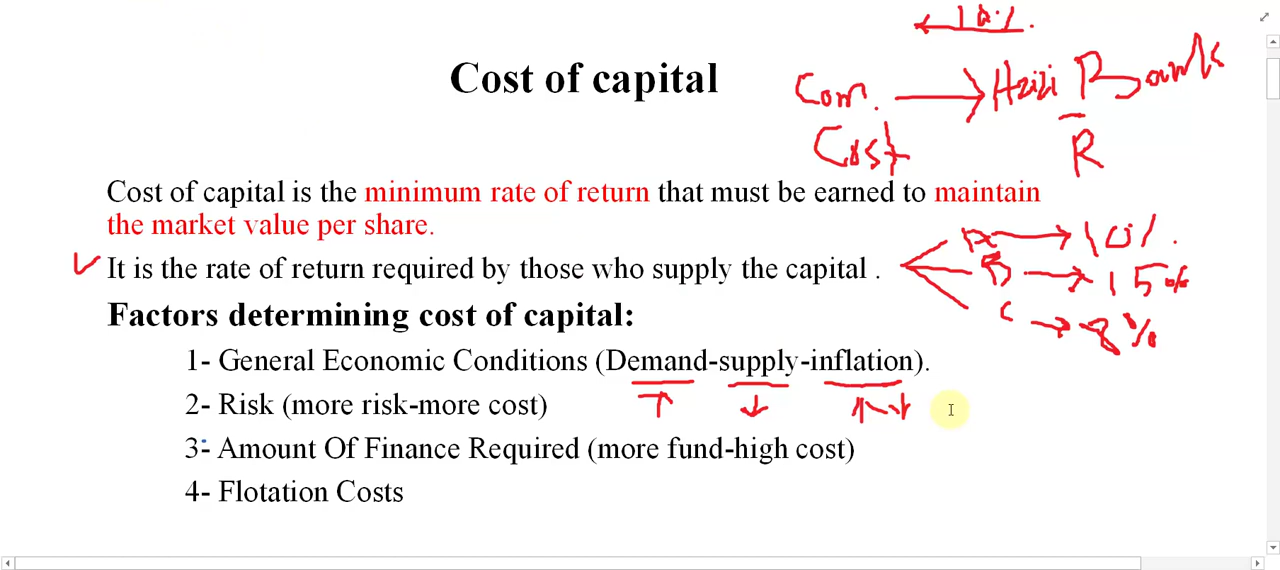 10%.
Cost of capital
Com. → Azizi Bank
Cost R
Cost of capital is the minimum rate of return that must be earned to maintain
the market value per share.
A → 10%.
It is the rate of return required by those who supply the capital .
B → 15%
C → 8%
Factors determining cost of capital:
1- General Economic Conditions (Demand-supply-inflation).
2- Risk (more risk-more cost)
3- Amount Of Finance Required (more fund-high cost)
4- Flotation Costs